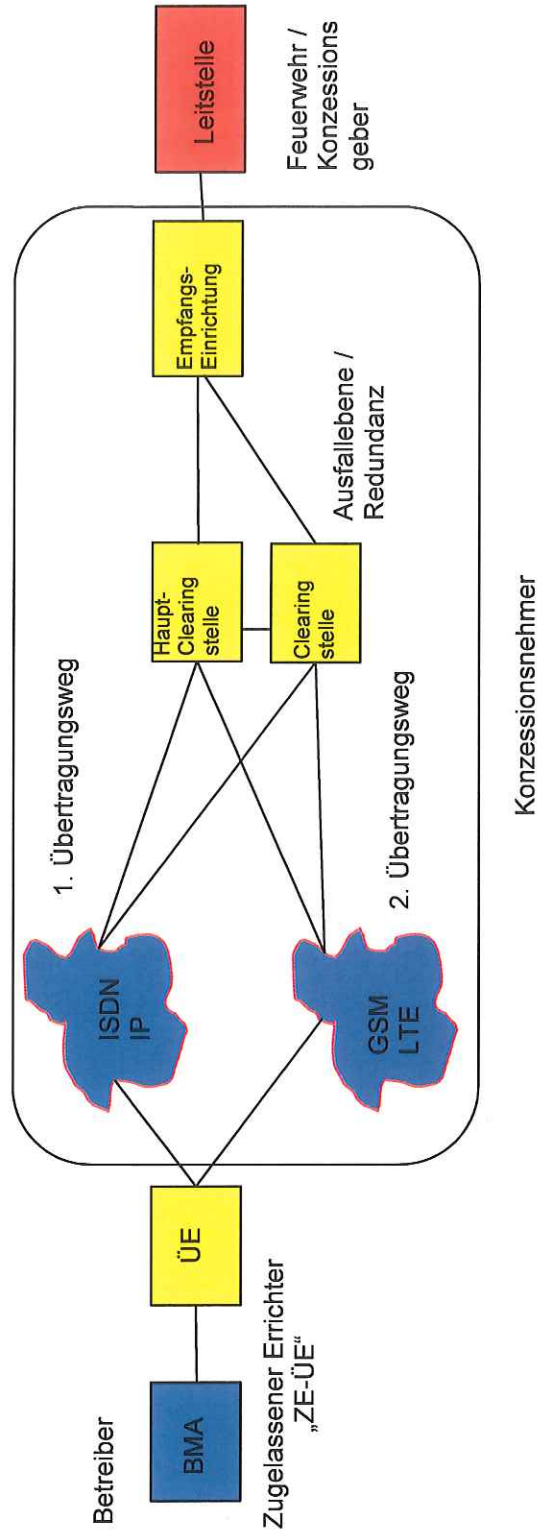 Betreiber
BMA
Zugelassener Errichter
„ZE-ÜE“
ÜE
ISDN
IP
1. Übertragungsweg
GSM
LTE
2. Übertragungsweg
Haupt-
Clearing
stelle
Clearing
stelle
Ausfallebene /
Redundanz
Empfangs-
Einrichtung
Leitstelle
Feuerwehr /
Konzessions
geber
Konzessionsnehmer